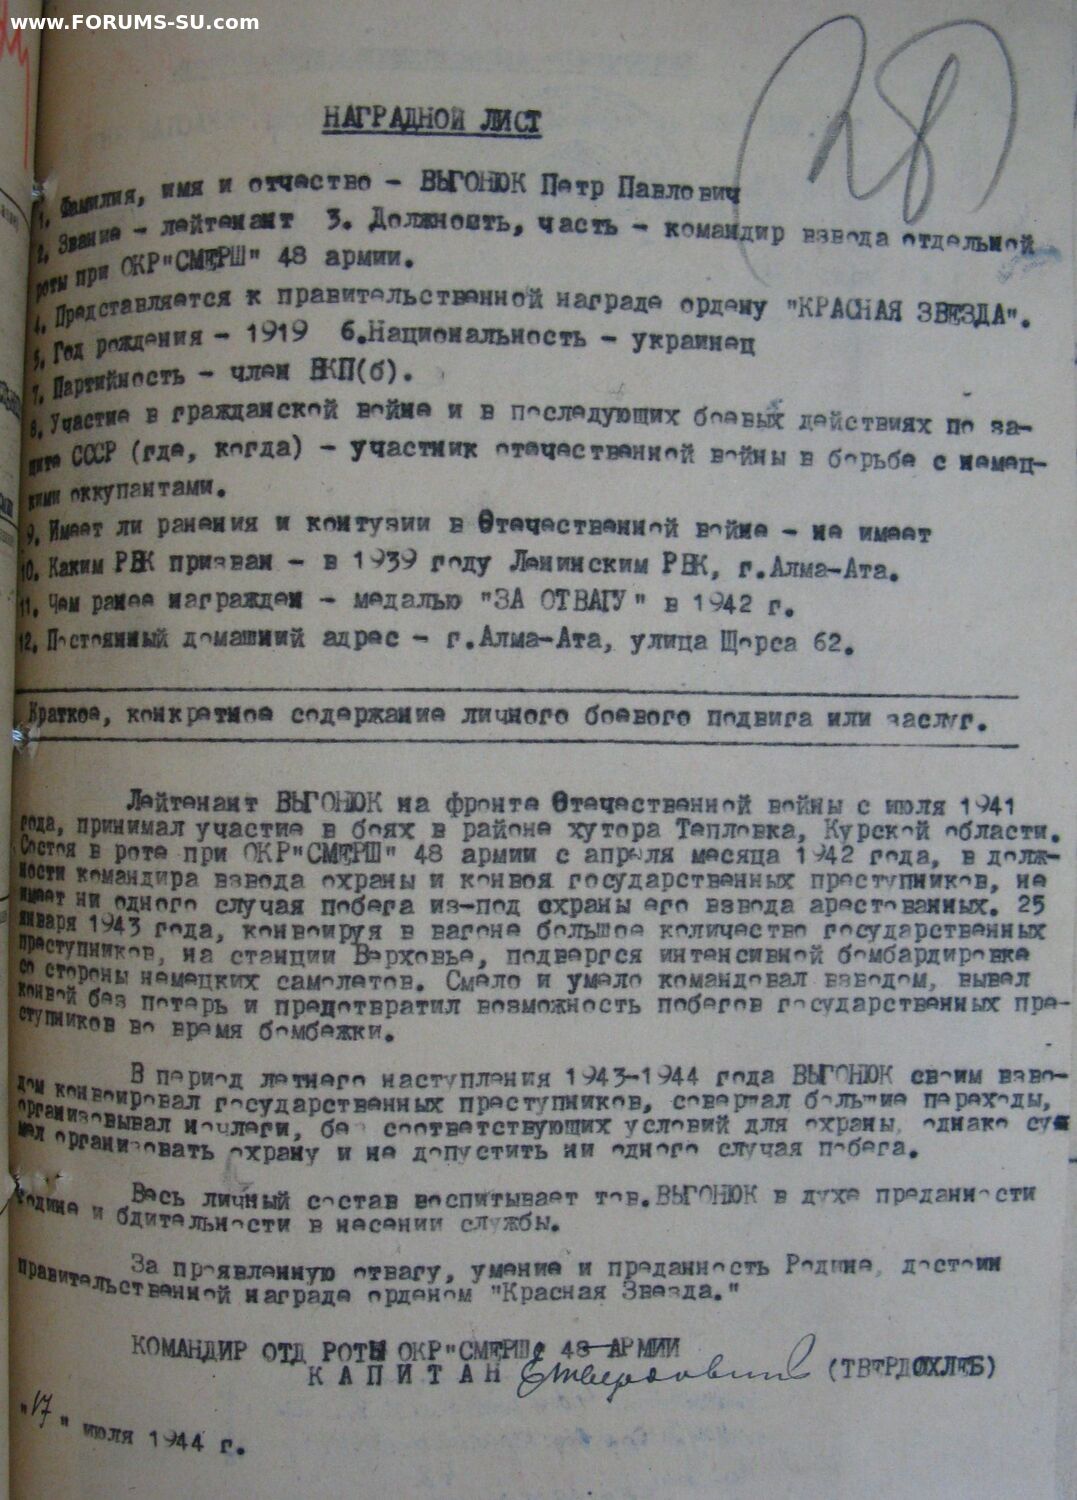 www.FORUMS-SU.com
28
НАГРАДНОЙ ЛИСТ
1. Фамилия, имя и отчество - ВЫГОНЮК Петр Павлович
2. Звание - лейтенант 3. Должность, часть - командир взвода отдельной
роты при ОКР"СМЕРШ" 48 армии.
4. Представляется к правительственной награде ордену "КРАСНАЯ ЗВЕЗДА".
5. Год рождения - 1919 6.Национальность - украинец
7. Партийность - член ВКП(б).
8. Участие в гражданской войне и в последующих боевых действиях по за-
щите СССР (где, когда) - участник отечественной войны в борьбе с немец-
кими оккупантами.
9. Имеет ли ранения и контузии в Отечественной войне - не имеет
10. Каким РВК призван - в 1939 году Ленинским РВК, г.Алма-Ата.
11. Чем ранее награжден - медалью "ЗА ОТВАГУ" в 1942 г.
12. Постоянный домашний адрес - г.Алма-Ата, улица Щорса 62.
Краткое, конкретное содержание личного боевого подвига или заслуг.
Лейтенант ВЫГОНЮК на фронте Отечественной войны с июля 1941
года, принимал участие в боях в районе хутора Тепловка, Курской области.
Состоя в роте при ОКР"СМЕРШ" 48 армии с апреля месяца 1942 года, в долж-
ности командира взвода охраны и конвоя государственных преступников, не
имеет ни одного случая побега из-под охраны его взвода арестованных. 25
января 1943 года, конвоируя в вагоне большое количество государственных
преступников, на станции Верховье, подвергся интенсивной бомбардировке
со стороны немецких самолетов. Смело и умело командовал взводом, вывел
конвой без потерь и предотвратил возможность побегов государственных пре-
ступников во время бомбежки.
В период летнего наступления 1943-1944 года ВЫГОНЮК своим взво-
дом конвоировал государственных преступников, совершал большие переходы,
организовывал ночлеги, без соответствующих условий для охраны, однако су
мел организовать охрану и не допустить ни одного случая побега.
Весь личный состав воспитывает тов.ВЫГОНЮК в духе преданности
Родине и бдительности в несении службы.
За проявленную отвагу, умение и преданность Родине, достоин
правительственной награде орденом "Красная Звезда."
КОМАНДИР ОТД РОТЫ ОКР"СМЕРШ" 48 АРМИИ
КАПИТАН (ТВЕРДОХЛЕБ)
"17" июля 1944 г.